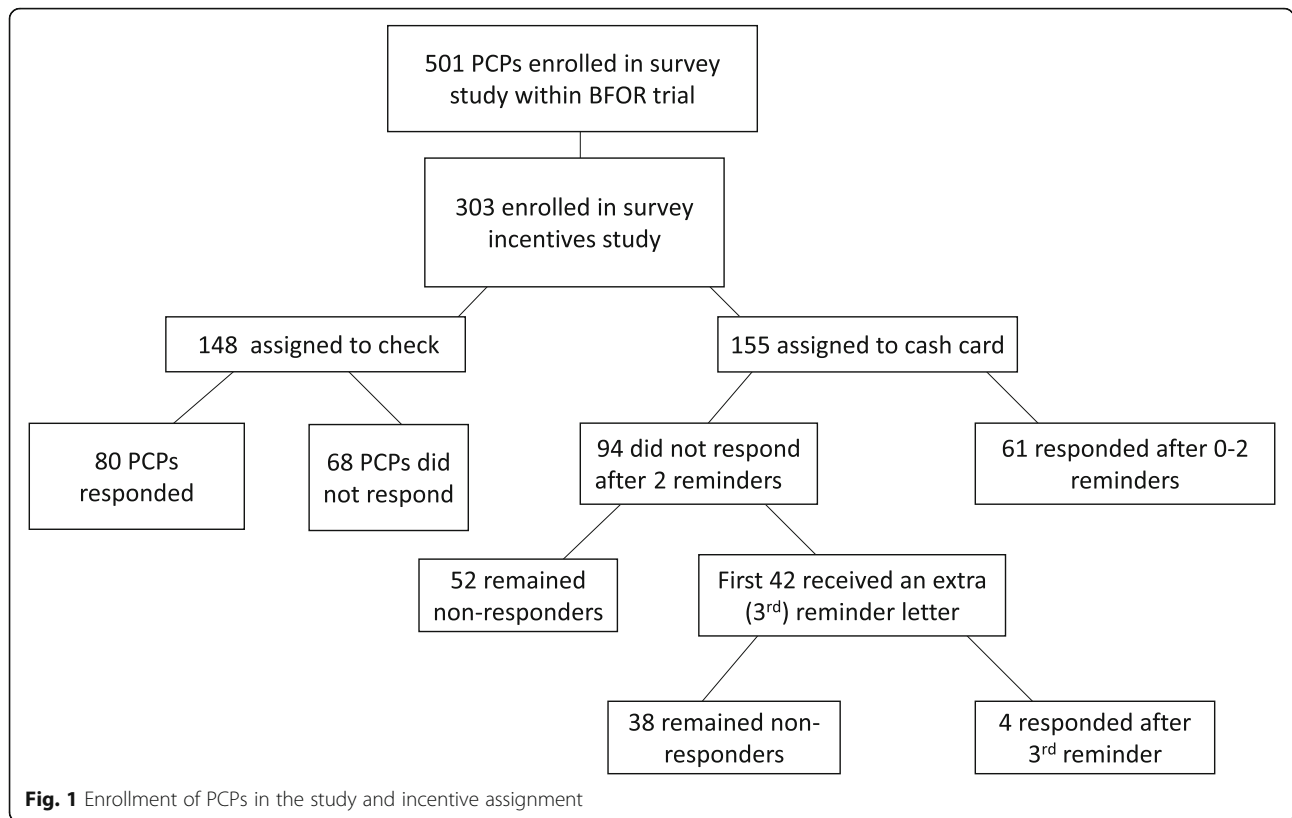 501 PCPs enrolled in survey
study within BFOR trial
303 enrolled in survey
incentives study
148 assigned to check
155 assigned to cash card
80 PCPs
responded
68 PCPs did
not respond
94 did not respond
after 2 reminders
61 responded after 0-2
reminders
52 remained
non-responders
First 42 received an extra
(3rd) reminder letter
38 remained non-
responders
4 responded after
3rd reminder
Fig. 1 Enrollment of PCPs in the study and incentive assignment